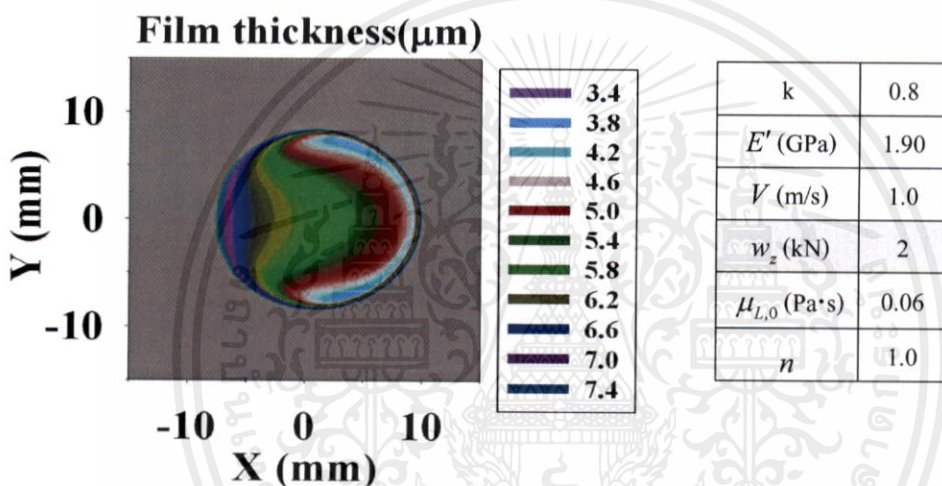 Film thickness(μm)
10
0
-10
Y (mm)
-10 0 10
X (mm)
3.4
3.8
4.2
4.6
5.0
5.4
5.8
6.2
6.6
7.0
7.4
k 0.8
E′ (GPa) 1.90
V (m/s) 1.0
w_z (kN) 2
μ_{L,0} (Pa·s) 0.06
n 1.0